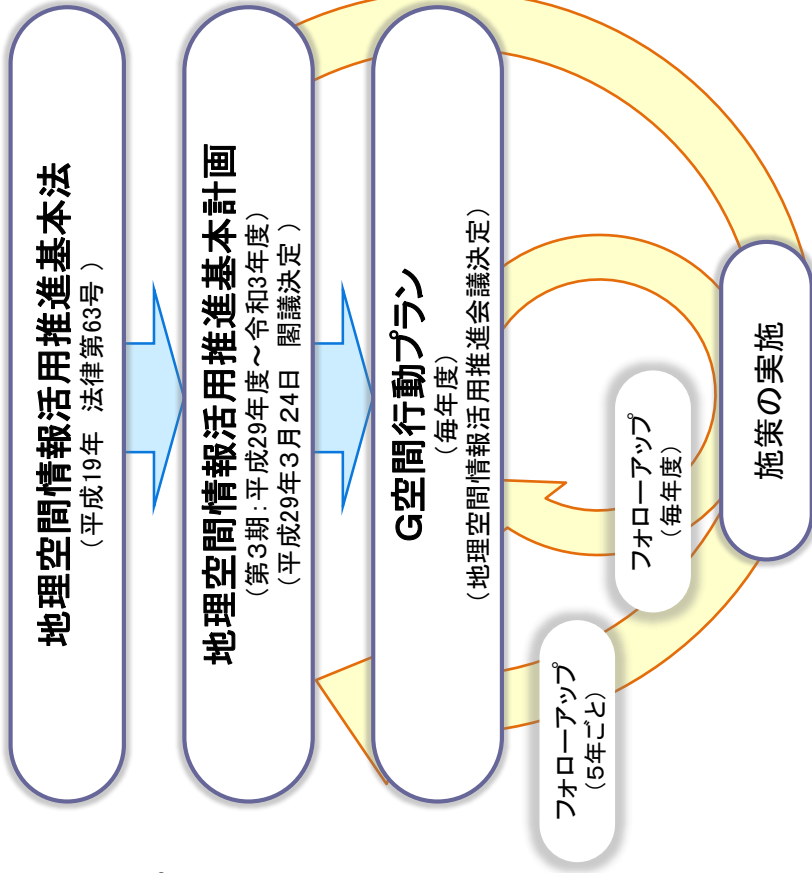 地理空間情報活用推進基本法
（平成19年　法律第63号 ）
地理空間情報活用推進基本計画
（第３期：平成29年度～令和3年度）
（平成29年3月24日　閣議決定 ）
Ｇ空間行動プラン
（毎年度）
（地理空間情報活用推進会議決定）
フォローアップ
（毎年度）
フォローアップ
（５年ごと）
施策の実施